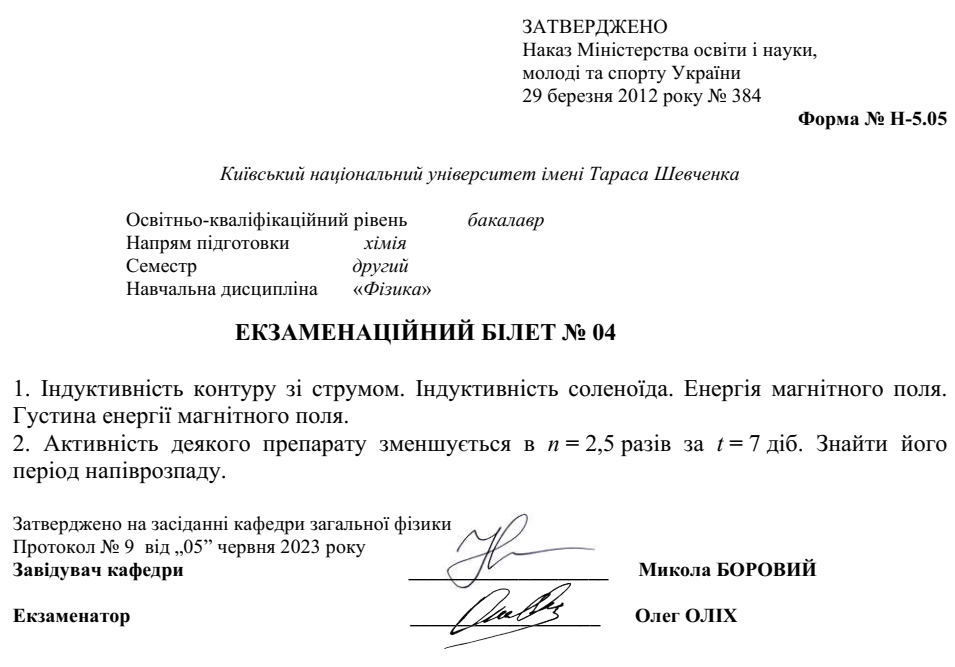 ЗАТВЕРДЖЕНО
Наказ Міністерства освіти і науки,
молоді та спорту України
29 березня 2012 року № 384
Форма № Н-5.05
Київський національний університет імені Тараса Шевченка
Освітньо-кваліфікаційний рівень бакалавр
Напрям підготовки хімія
Семестр другий
Навчальна дисципліна «Фізика»
ЕКЗАМЕНАЦІЙНИЙ БІЛЕТ № 04
1. Індуктивність контуру зі струмом. Індуктивність соленоїда. Енергія магнітного поля.
Густина енергії магнітного поля.
2. Активність деякого препарату зменшується в n = 2,5 разів за t = 7 діб. Знайти його
період напіврозпаду.
Затверджено на засіданні кафедри загальної фізики
Протокол № 9 від „05” червня 2023 року
Завідувач кафедри Микола БОРОВИЙ
Екзаменатор Олег ОЛІХ